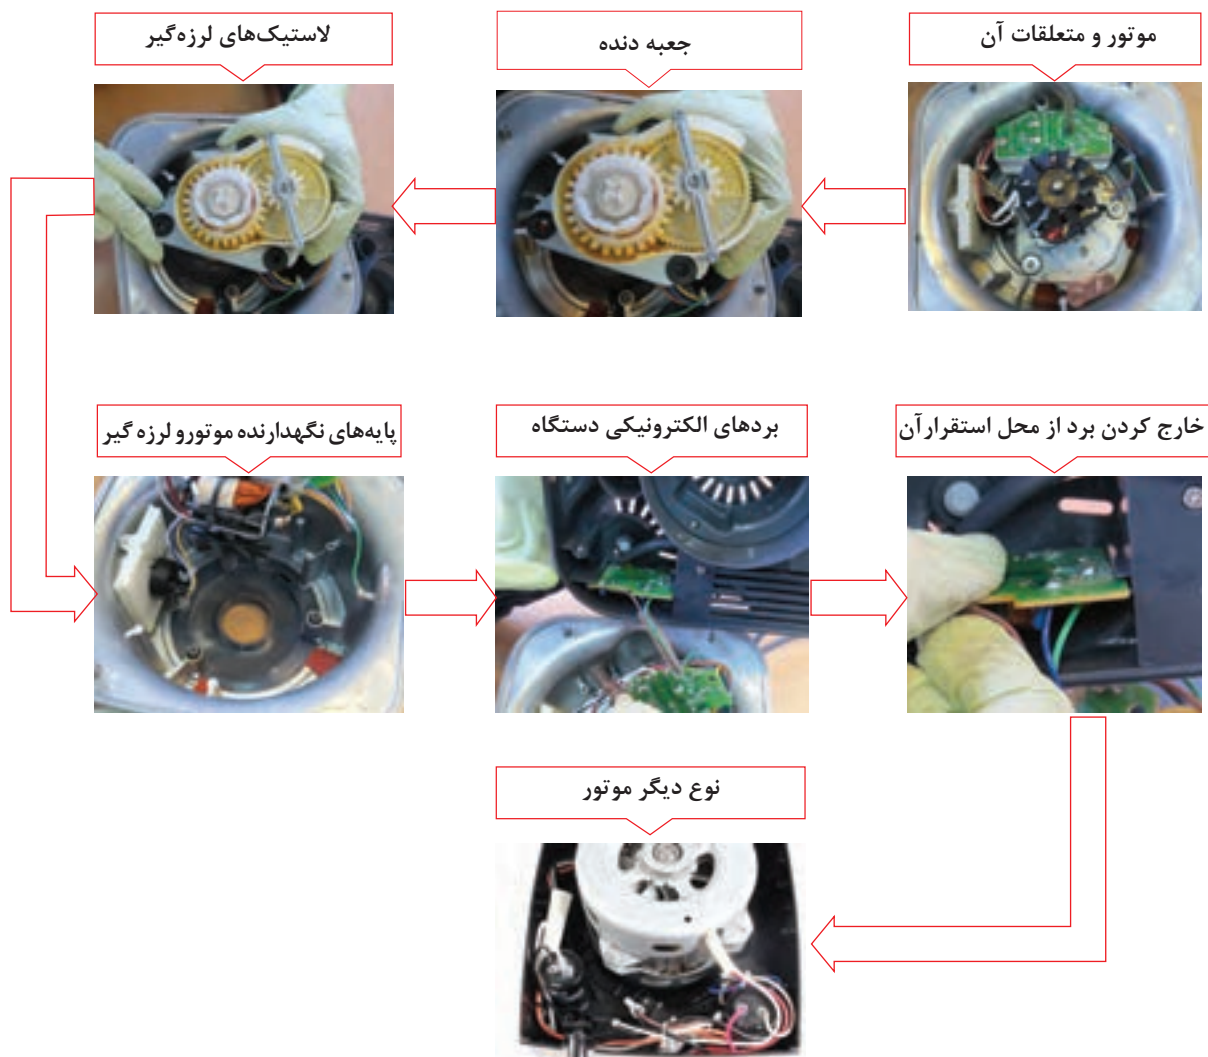 موتور و متعلقات آن
جعبه دنده
لاستیک‌های لرزه‌گیر
پایه‌های نگهدارنده موتورو لرزه گیر
بردهای الکترونیکی دستگاه
خارج کردن برد از محل استقرارآن
نوع دیگر موتور